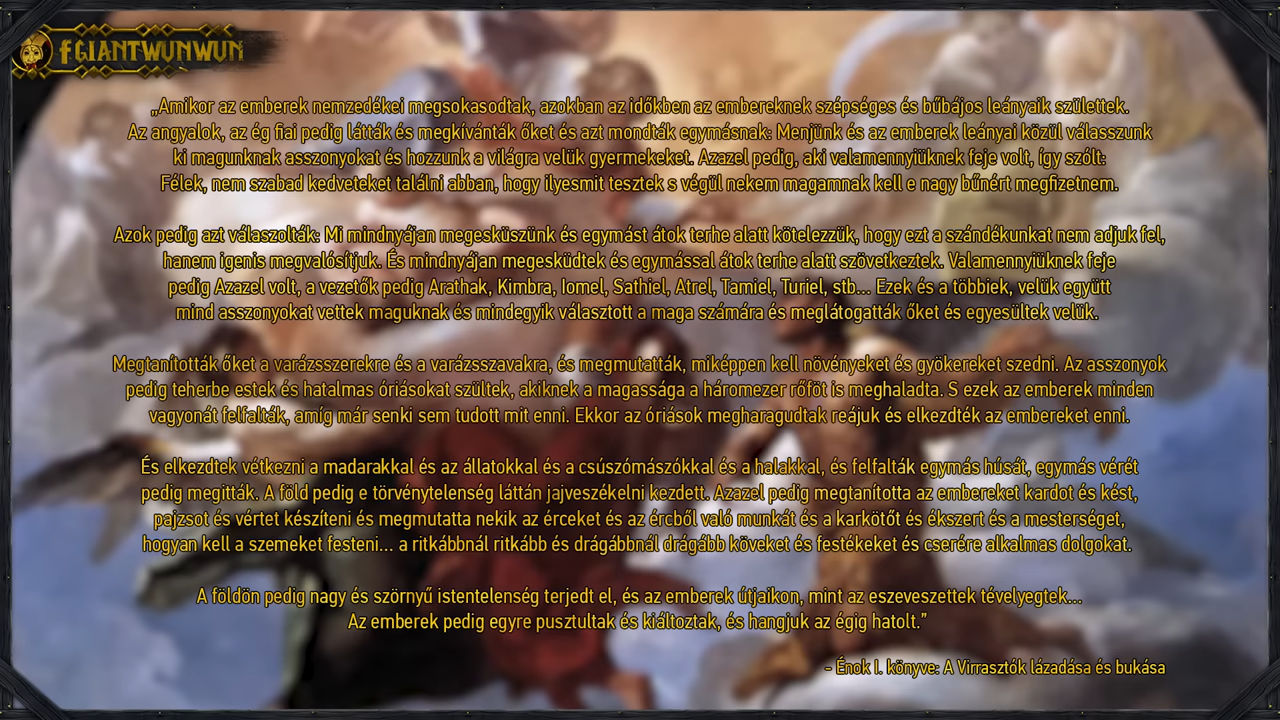 FGIANTWUNWUN
„Amikor az emberek nemzedékei megsokasodtak, azokban az időkben az embereknek szépséges és bűbájos leányaik születtek.
Az angyalok, az ég fiai pedig látták és megkívánták őket és azt mondták egymásnak: Menjünk és az emberek leányai közül válasszunk
ki magunknak asszonyokat és hozzunk a világra velük gyermekeket. Azazel pedig, aki valamennyiüknek feje volt, így szólt:
Félek, nem szabad kedveteket találni abban, hogy ilyesmit tesztek s végül nekem magamnak kell e nagy bűnért megfizetnem.
Azok pedig azt válaszolták: Mi mindnyájan megesküszünk és egymást átok terhe alatt kötelezzük, hogy ezt a szándékunkat nem adjuk fel,
hanem igenis megvalósítjuk. És mindnyájan megesküdtek és egymással átok terhe alatt szövetkeztek. Valamennyiüknek feje
pedig Azazel volt, a vezetők pedig Arathak, Kimbra, Iomel, Sathiel, Atrel, Tamiel, Turiel, stb... Ezek és a többiek, velük együtt
mind asszonyokat vettek maguknak és mindegyik választott a maga számára és meglátogatták őket és egyesültek velük.
Megtanították őket a varázsszerekre és a varázsszavakra, és megmutatták, miképpen kell növényeket és gyökereket szedni. Az asszonyok
pedig teherbe estek és hatalmas óriásokat szültek, akiknek a magassága a háromezer rőföt is meghaladta. S ezek az emberek minden
vagyonát felfalták, amíg már senki sem tudott mit enni. Ekkor az óriások megharagudtak reájuk és elkezdték az embereket enni.
És elkezdtek vétkezni a madarakkal és az állatokkal és a csúszómászókkal és a halakkal, és felfalták egymás húsát, egymás vérét
pedig megitták. A föld pedig e törvénytelenség láttán jajveszékelni kezdett. Azazel pedig megtanította az embereket kardot és kést,
pajzsot és vértet készíteni és megmutatta nekik az érceket és az ércből való munkát és a karkötőt és ékszert és a mesterséget,
hogyan kell a szemeket festeni... a ritkábbnál ritkább és drágábbnál drágább köveket és festékeket és cserére alkalmas dolgokat.
A földön pedig nagy és szörnyű istentelenség terjedt el, és az emberek útjaikon, mint az eszeveszettek tévelyegtek...
Az emberek pedig egyre pusztultak és kiáltoztak, és hangjuk az égig hatolt.”
- Énok I. könyve: A Virrasztók lázadása és bukása